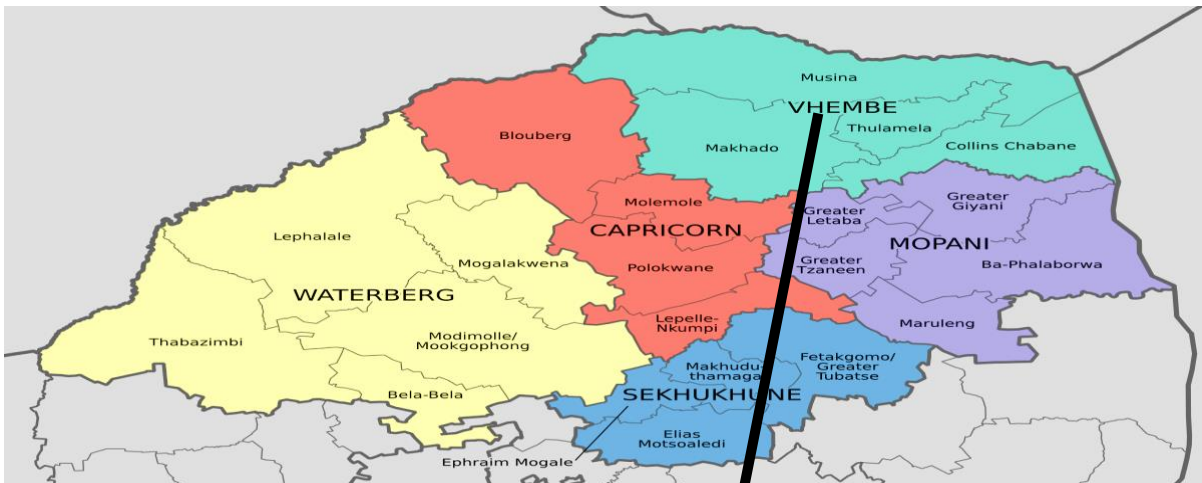 Musina
VHEMBE
Thulamela
Blouberg
Makhado
Collins Chabane
Molemole
Greater
Letaba
Greater
Giyani
CAPRICORN
Lephalale
MOPANI
Mogalakwena
Polokwane
Greater
Tzaneen
Ba-Phalaborwa
WATERBERG
Lepelle-
Nkumpi
Maruleng
Thabazimbi
Modimolle/
Mookgophong
Makhudu-
thamaga
Fetakgomo/
Greater
Tubatse
Bela-Bela
SEKHUKHUNE
Elias
Motsoaledi
Ephraim Mogale